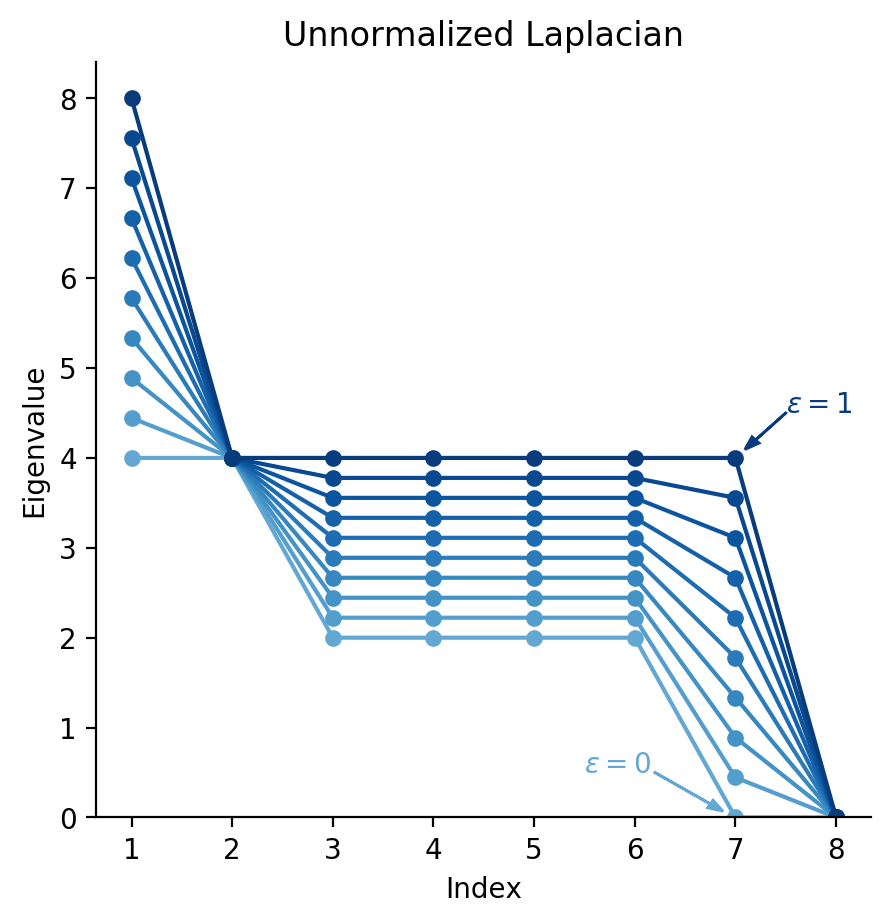 Unnormalized Laplacian
8
7
6
5
4
3
2
1
0
Eigenvalue
ε = 1
ε = 0
1 2 3 4 5 6 7 8
Index